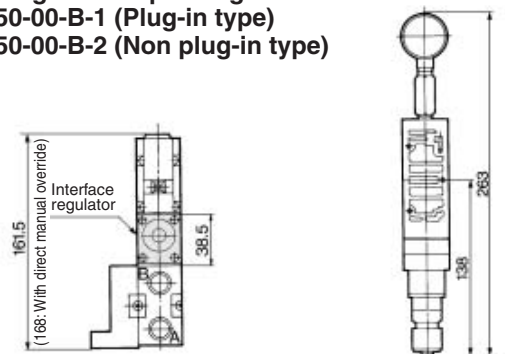 50-00-B-1 (Plug-in type)
50-00-B-2 (Non plug-in type)
161.5
(168: With direct manual override)
Interface
regulator
38.5
B
A
263
138